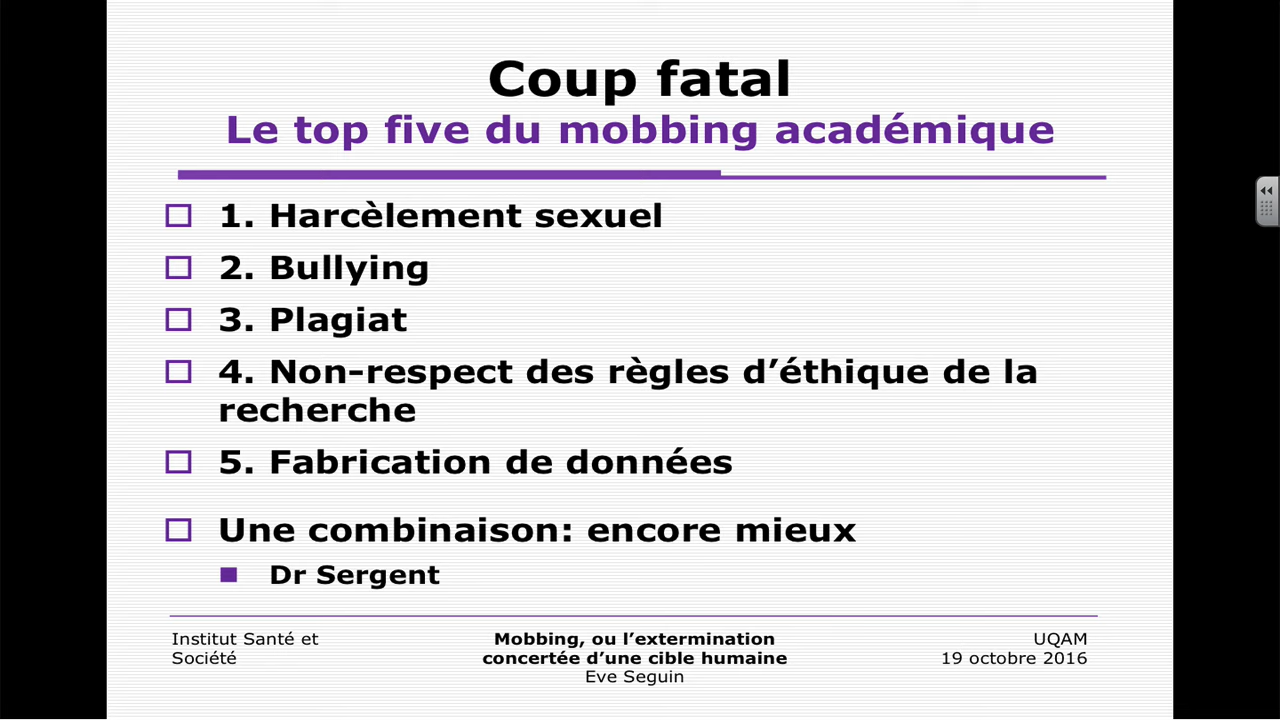 Coup fatal
Le top five du mobbing académique
1. Harcèlement sexuel
2. Bullying
3. Plagiat
4. Non-respect des règles d’éthique de la
recherche
5. Fabrication de données
Une combinaison: encore mieux
Dr Sergent
Institut Santé et
Société
Mobbing, ou l’extermination
concertée d’une cible humaine
Eve Seguin
UQAM
19 octobre 2016